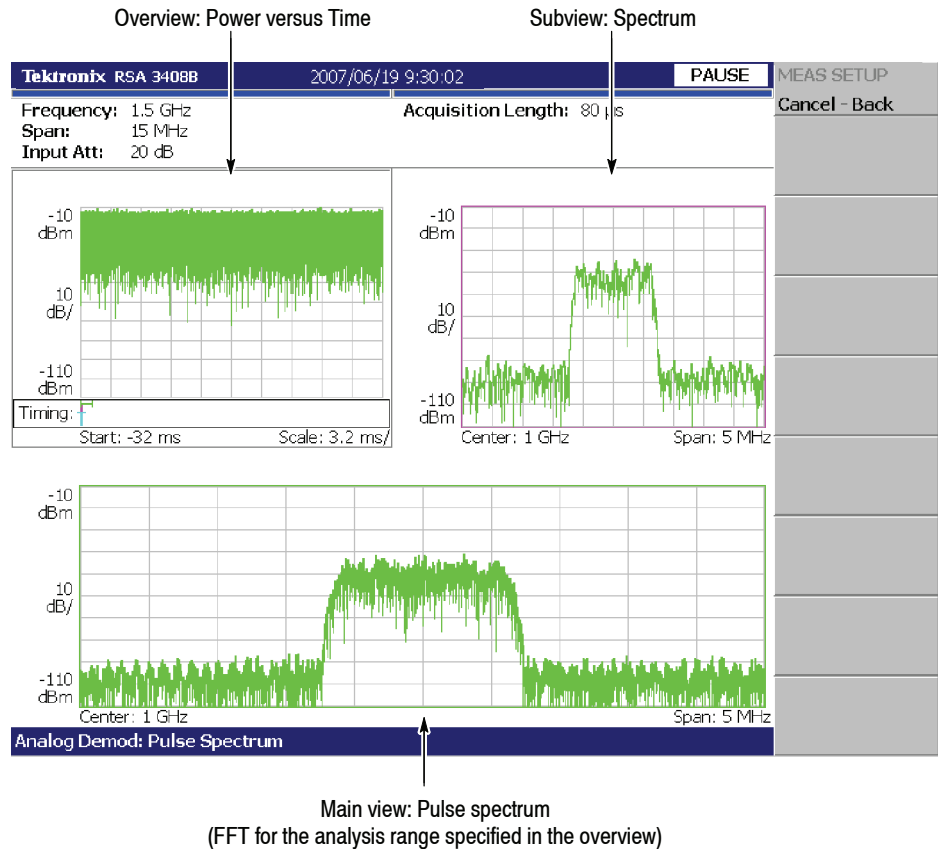 Overview: Power versus Time
Subview: Spectrum
Tektronix RSA 3408B 2007/06/19 9:30:02 PAUSE
MEAS SETUP
Cancel - Back
Frequency: 1.5 GHz
Acquisition Length: 80 µs
Span: 15 MHz
Input Att: 20 dB
-10
dBm
10
dB/
-110
dBm
Timing:
Start: -32 ms Scale: 3.2 ms/
-10
dBm
10
dB/
-110
dBm
Center: 1 GHz Span: 5 MHz
-10
dBm
10
dB/
-110
dBm
Center: 1 GHz Span: 5 MHz
Analog Demod: Pulse Spectrum
Main view: Pulse spectrum
(FFT for the analysis range specified in the overview)